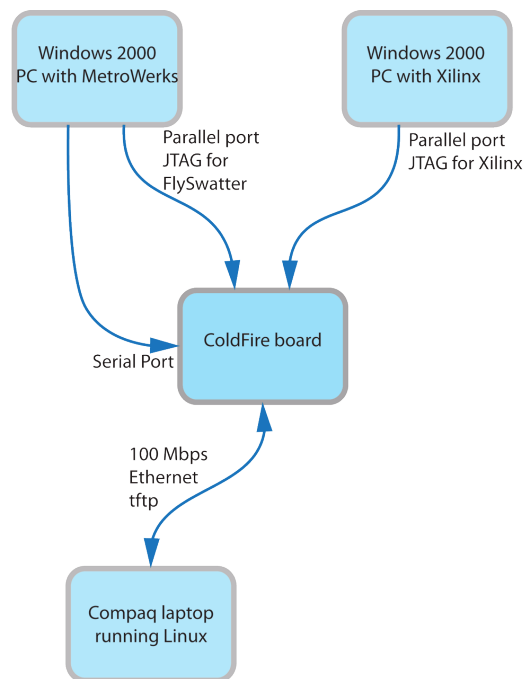 Windows 2000
PC with MetroWerks
Windows 2000
PC with Xilinx
Parallel port
JTAG for
FlySwatter
Parallel port
JTAG for Xilinx
ColdFire board
Serial Port
100 Mbps
Ethernet
tftp
Compaq laptop
running Linux